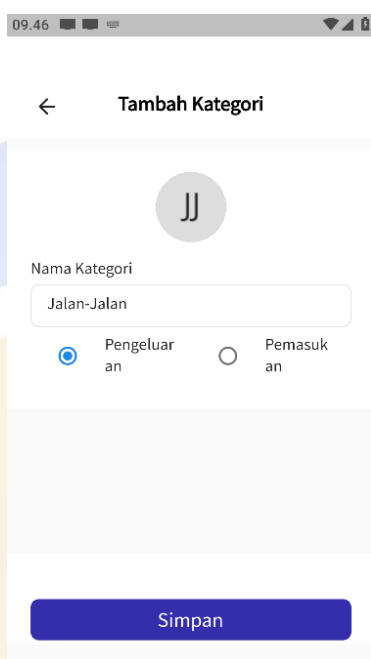 09.46
Tambah Kategori
JJ
Nama Kategori
Jalan-Jalan
Pengeluar
an
Pemasuk
an
Simpan